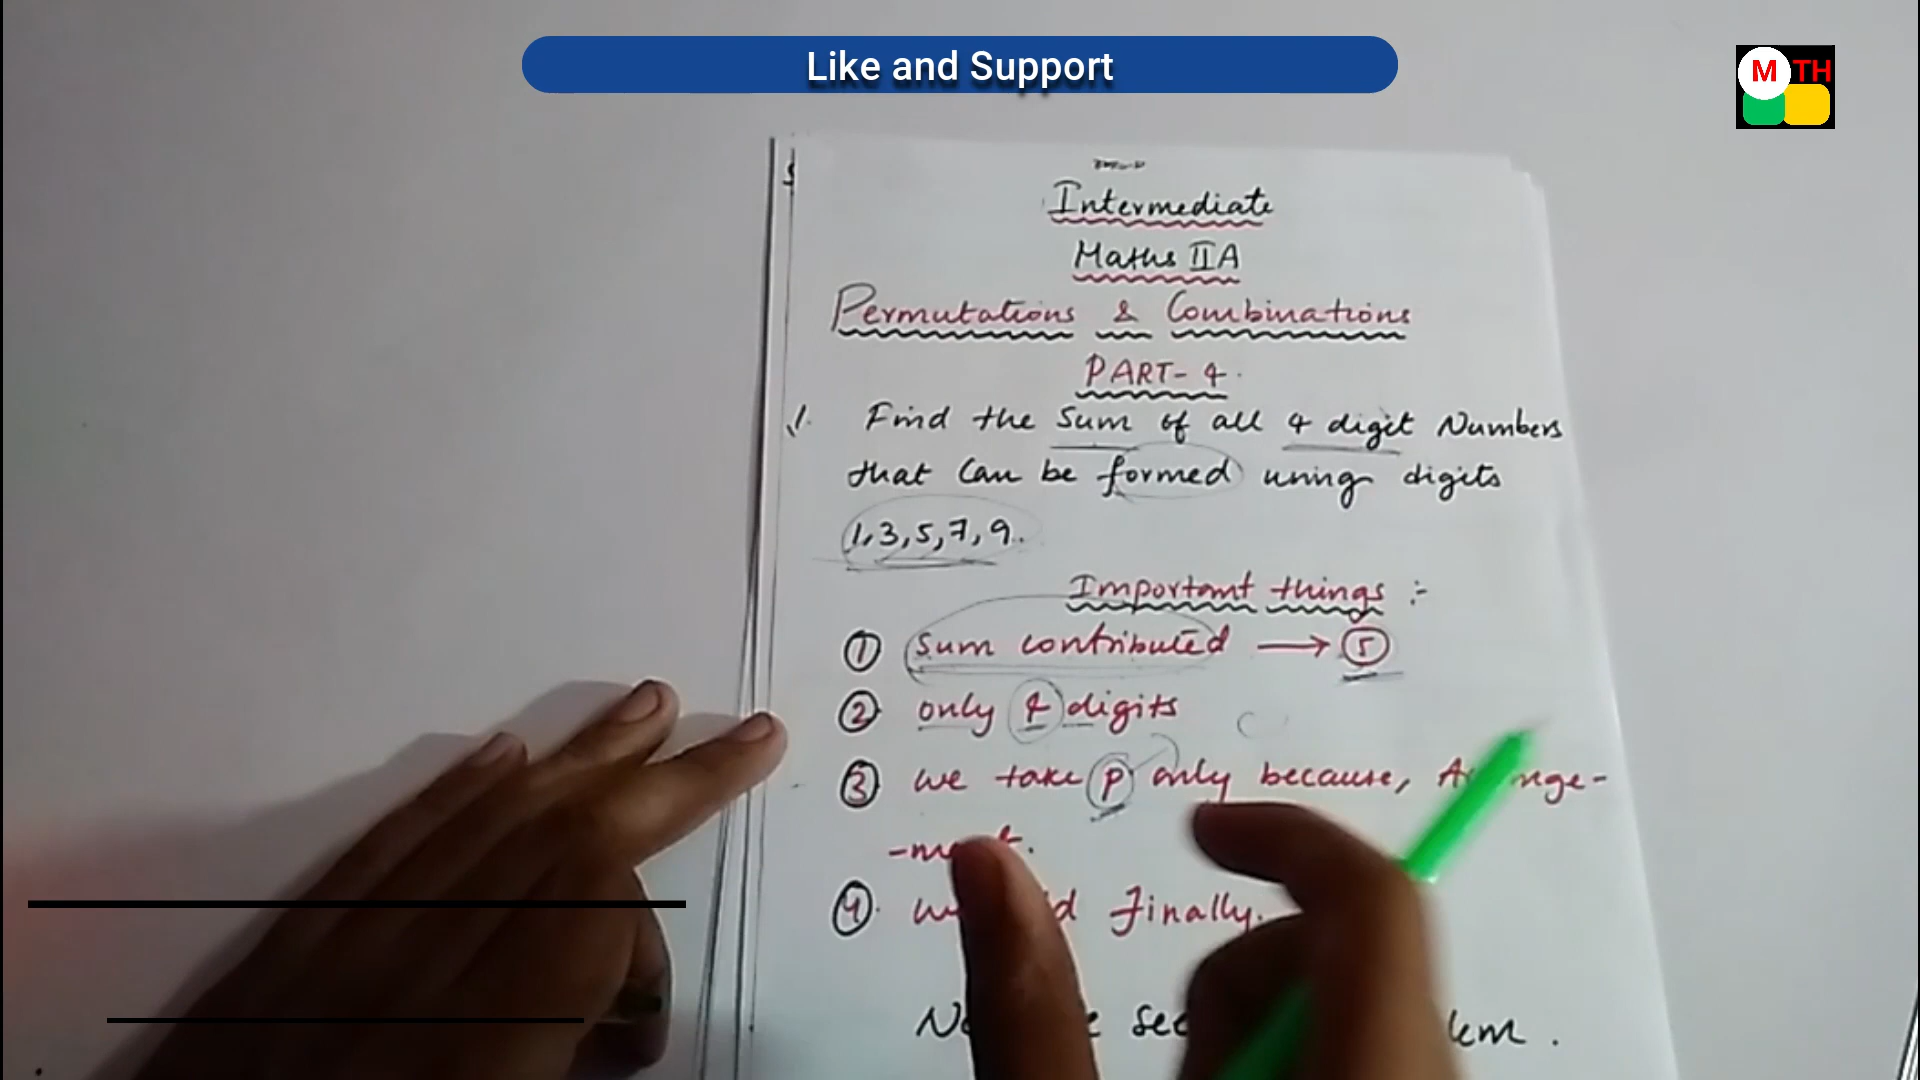 Like and Support
M TH
Intermediate
Maths IIA
Permutations & Combinations
PART-4.
1. Find the Sum of all 4 digit Numbers
that Can be formed using digits
1,3,5,7,9.
Important things :-
① Sum contributed → ⑤
② only 4 digits
③ we take P only because,
④ Finally.